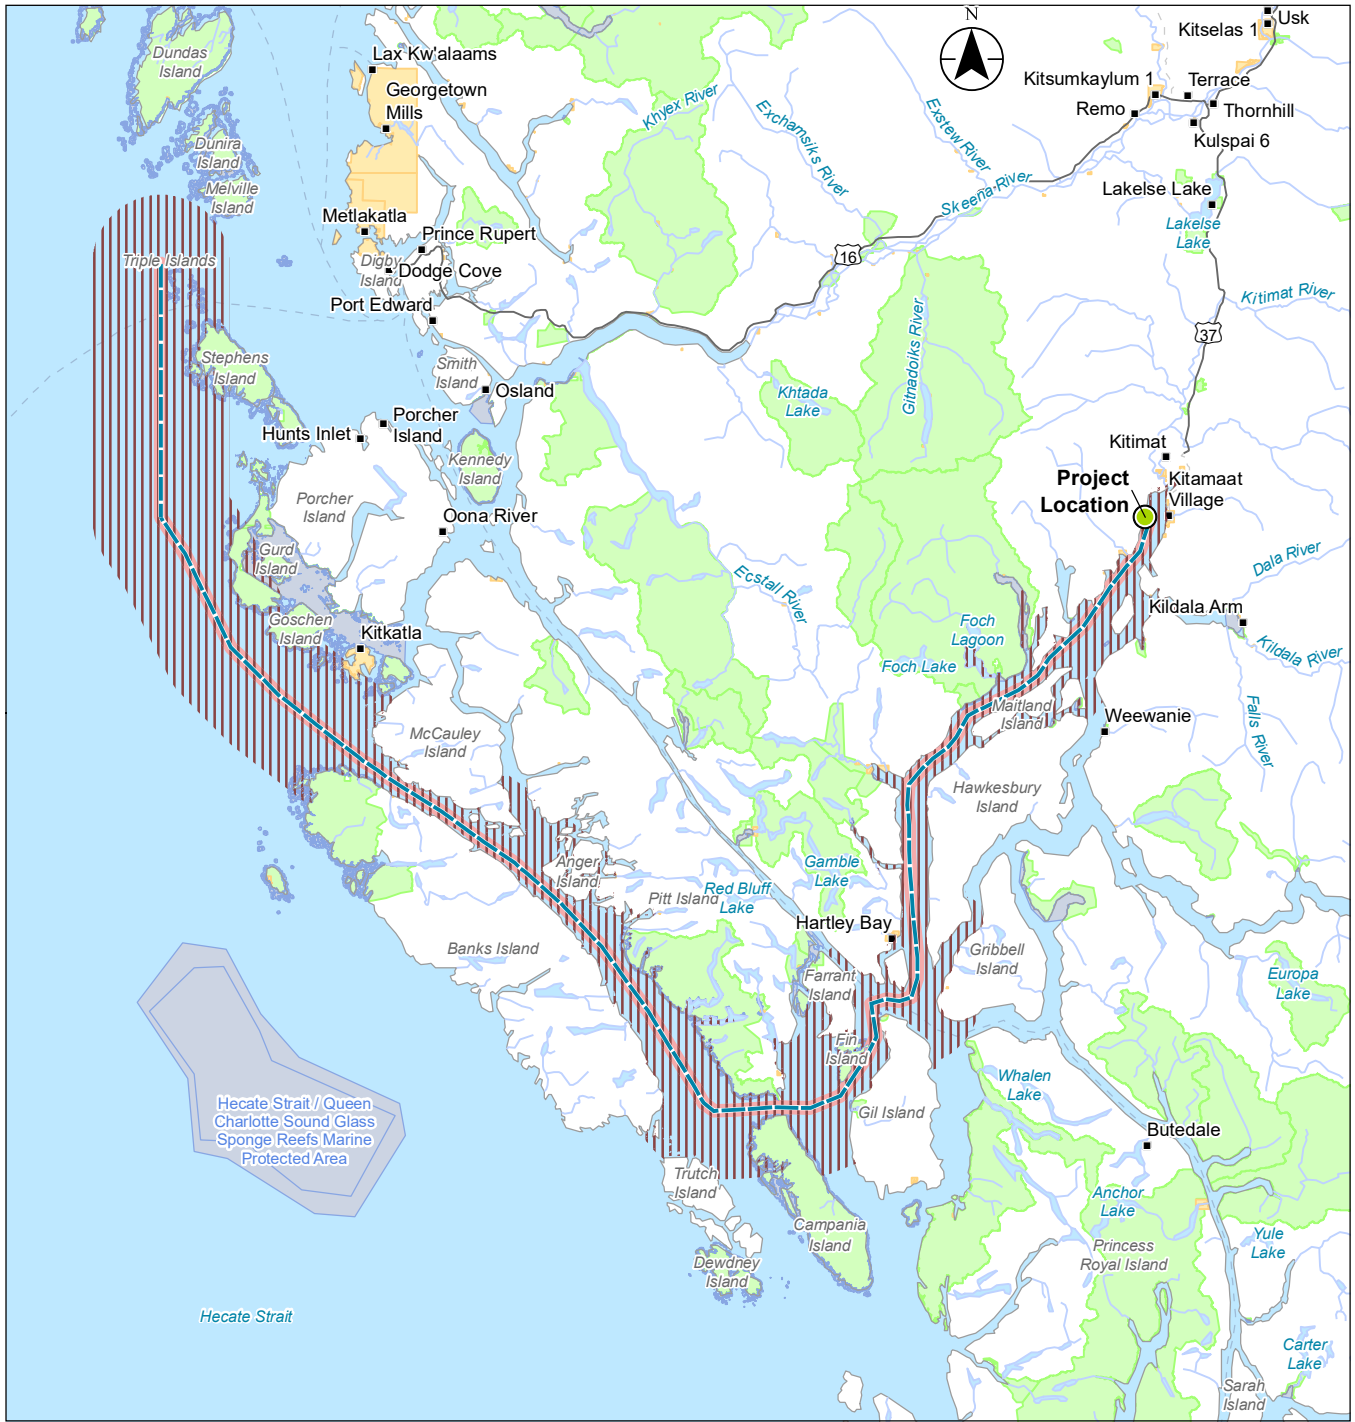 N
Usk
Kitselas 1
Dundas
Island
Lax Kw'alaams
Georgetown
Mills
Khyex River
Exchamsiks River
Exstew River
Kitsumkaylum 1
Terrace
Remo
Thornhill
Kulspai 6
Dunira
Island
Melville
Island
Skeena River
Lakelse Lake
Lakelse
Lake
Metlakatla
Prince Rupert
Digby
Island
Dodge Cove
Triple Islands
16
Port Edward
Kitimat River
37
Stephens
Island
Smith
Island
Osland
Gitnadoiks River
Khtada
Lake
Porcher
Island
Hunts Inlet
Kennedy
Island
Kitimat
Project
Location
Kitamaat
Village
Porcher
Island
Oona River
Gurd
Island
Ecstall River
Dala River
Goschen
Island
Kitkatla
Foch
Lagoon
Foch Lake
Kildala Arm
Kildala River
Maitland
Island
Weewanie
Falls River
McCauley
Island
Hawkesbury
Island
Anger
Island
Gamble
Lake
Pitt Island
Red Bluff
Lake
Hartley Bay
Banks Island
Farrant
Island
Gribbell
Island
Europa
Lake
Fin
Island
Whalen
Lake
Gil Island
Hecate Strait / Queen
Charlotte Sound Glass
Sponge Reefs Marine
Protected Area
Butedale
Trutch
Island
Anchor
Lake
Campania
Island
Princess
Royal Island
Yule
Lake
Dewdney
Island
Hecate Strait
Carter
Lake
Sarah
Island